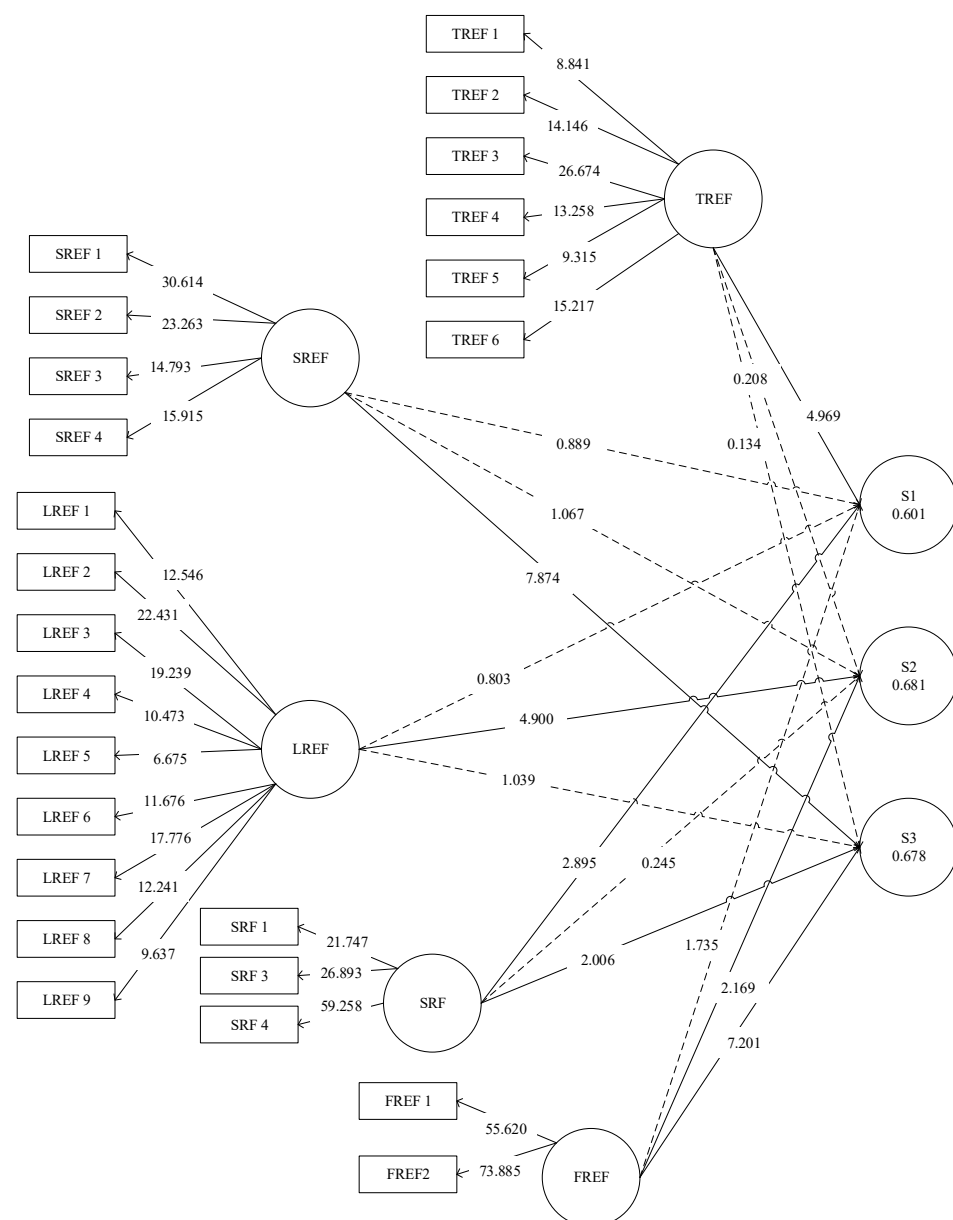 TREF 1
8.841
TREF 2
14.146
TREF 3
26.674
TREF
TREF 4
13.258
TREF 5
9.315
TREF 6
15.217
SREF 1
30.614
SREF 2
23.263
SREF
SREF 3
14.793
SREF 4
15.915
0.208
4.969
0.889
0.134
S1
0.601
LREF 1
1.067
7.874
12.546
LREF 2
22.431
LREF 3
19.239
0.803
S2
0.681
LREF 4
10.473
4.900
LREF
LREF 5
6.675
1.039
LREF 6
11.676
S3
0.678
LREF 7
17.776
2.895
0.245
LREF 8
12.241
LREF 9
9.637
SRF 1
21.747
SRF 3
26.893
SRF 4
59.258
SRF
2.006
1.735
2.169
7.201
FREF 1
55.620
FREF2
73.885
FREF